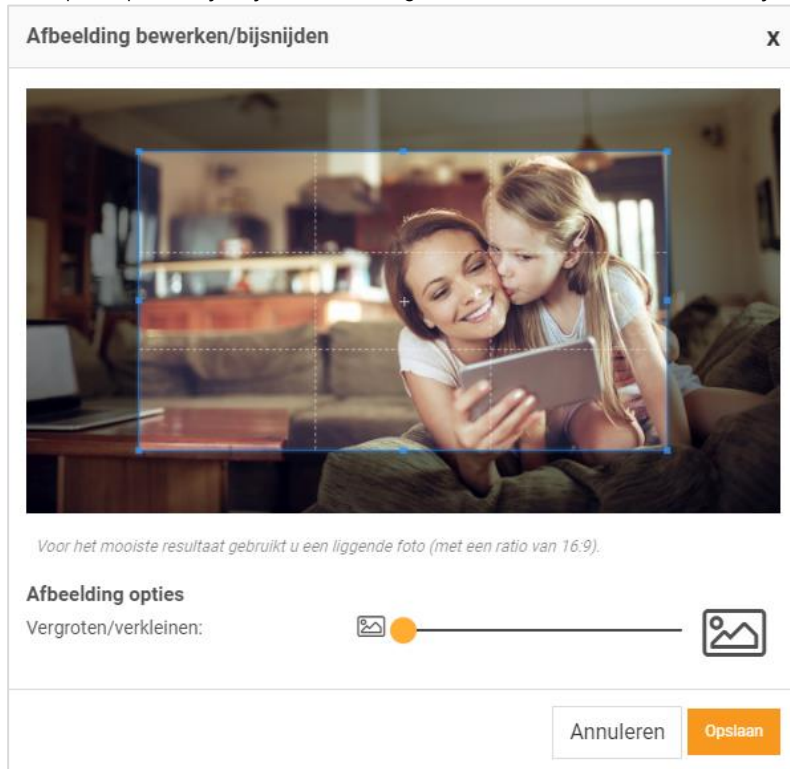 Afbeelding bewerken/bijsnijden
X
Voor het mooiste resultaat gebruikt u een liggende foto (met een ratio van 16:9).
Afbeelding opties
Vergroten/verkleinen:
Annuleren
Opslaan